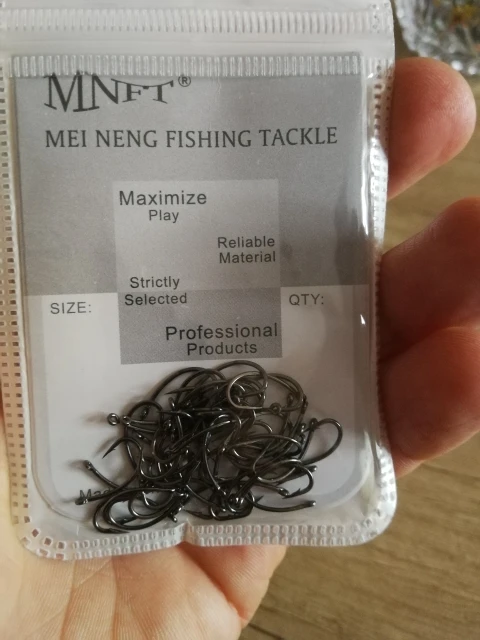 MNFT®
MEI NENG FISHING TACKLE
Maximize
Play
Reliable
Material
Strictly
Selected
SIZE:
QTY:
Professional
Products